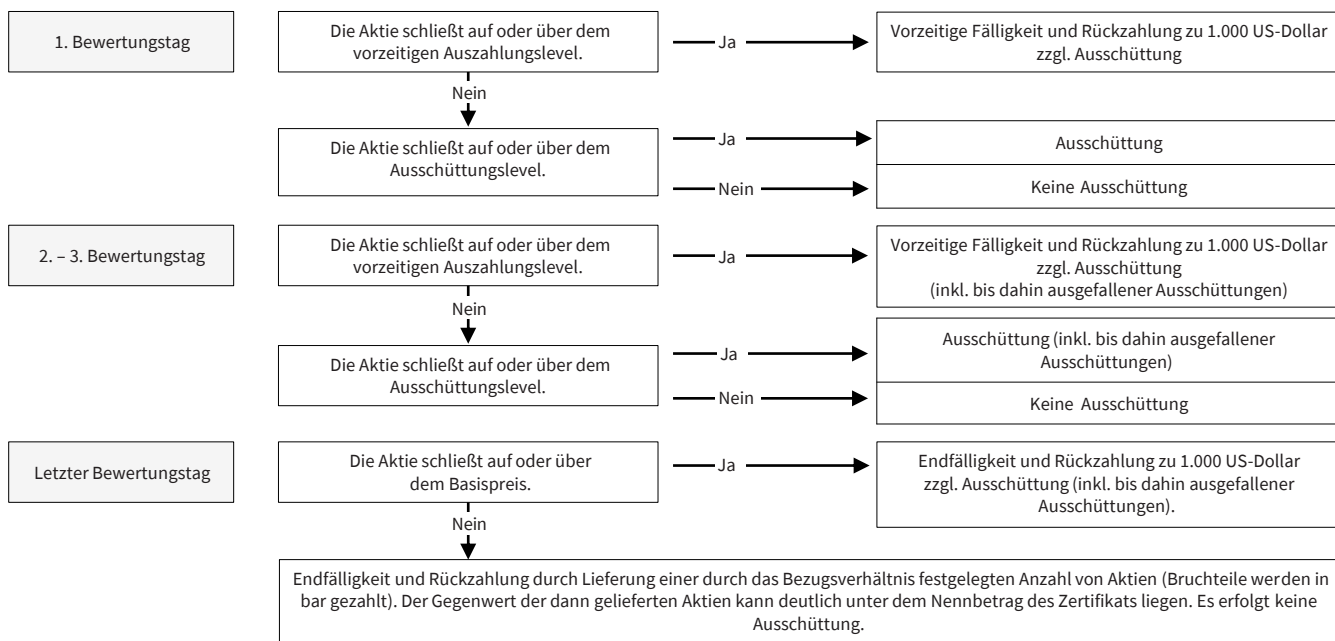 1. Bewertungstag
Die Aktie schließt auf oder über dem
vorzeitigen Auszahlungslevel.
Ja
Vorzeitige Fälligkeit und Rückzahlung zu 1.000 US-Dollar
zzgl. Ausschüttung
Nein
Die Aktie schließt auf oder über dem
Ausschüttungslevel.
Ja
Ausschüttung
Nein
Keine Ausschüttung
2. – 3. Bewertungstag
Die Aktie schließt auf oder über dem
vorzeitigen Auszahlungslevel.
Ja
Vorzeitige Fälligkeit und Rückzahlung zu 1.000 US-Dollar
zzgl. Ausschüttung
(inkl. bis dahin ausgefallener Ausschüttungen)
Nein
Die Aktie schließt auf oder über dem
Ausschüttungslevel.
Ja
Ausschüttung (inkl. bis dahin ausgefallener
Ausschüttungen)
Nein
Keine Ausschüttung
Letzter Bewertungstag
Die Aktie schließt auf oder über
dem Basispreis.
Ja
Endfälligkeit und Rückzahlung zu 1.000 US-Dollar
zzgl. Ausschüttung (inkl. bis dahin ausgefallener
Ausschüttungen).
Nein
Endfälligkeit und Rückzahlung durch Lieferung einer durch das Bezugsverhältnis festgelegten Anzahl von Aktien (Bruchteile werden in
bar gezahlt). Der Gegenwert der dann gelieferten Aktien kann deutlich unter dem Nennbetrag des Zertifikats liegen. Es erfolgt keine
Ausschüttung.